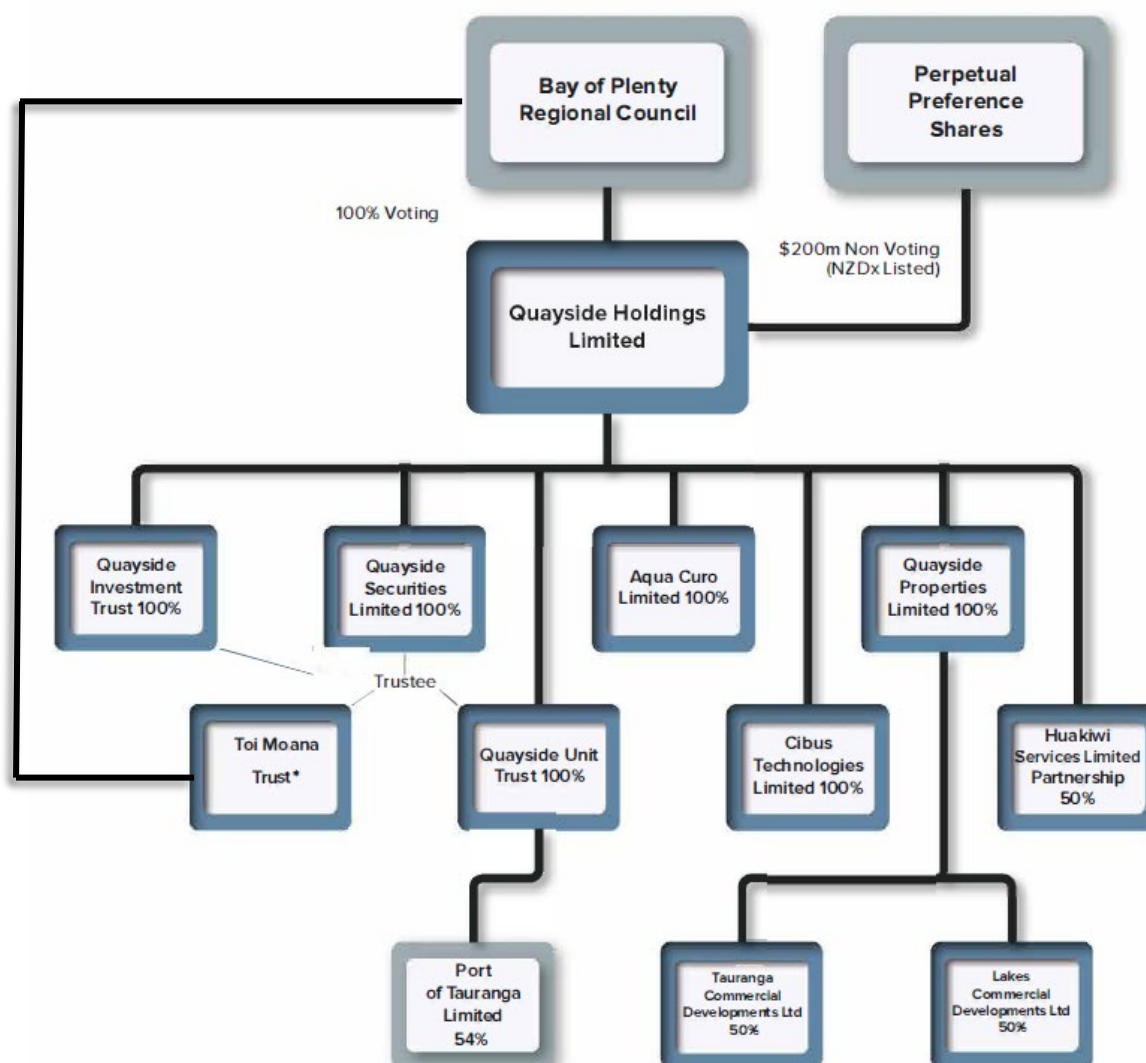 Bay of Plenty
Regional Council
Perpetual
Preference
Shares
100% Voting
$200m Non Voting
(NZDx Listed)
Quayside Holdings
Limited
Quayside
Investment
Trust 100%
Quayside
Securities
Limited 100%
Aqua Curo
Limited 100%
Quayside
Properties
Limited 100%
Trustee
Toi Moana
Trust*
Quayside Unit
Trust 100%
Cibus
Technologies
Limited 100%
Huakiwi
Services Limited
Partnership
50%
Port
of Tauranga
Limited
54%
Tauranga
Commercial
Developments Ltd
50%
Lakes
Commercial
Developments Ltd
50%